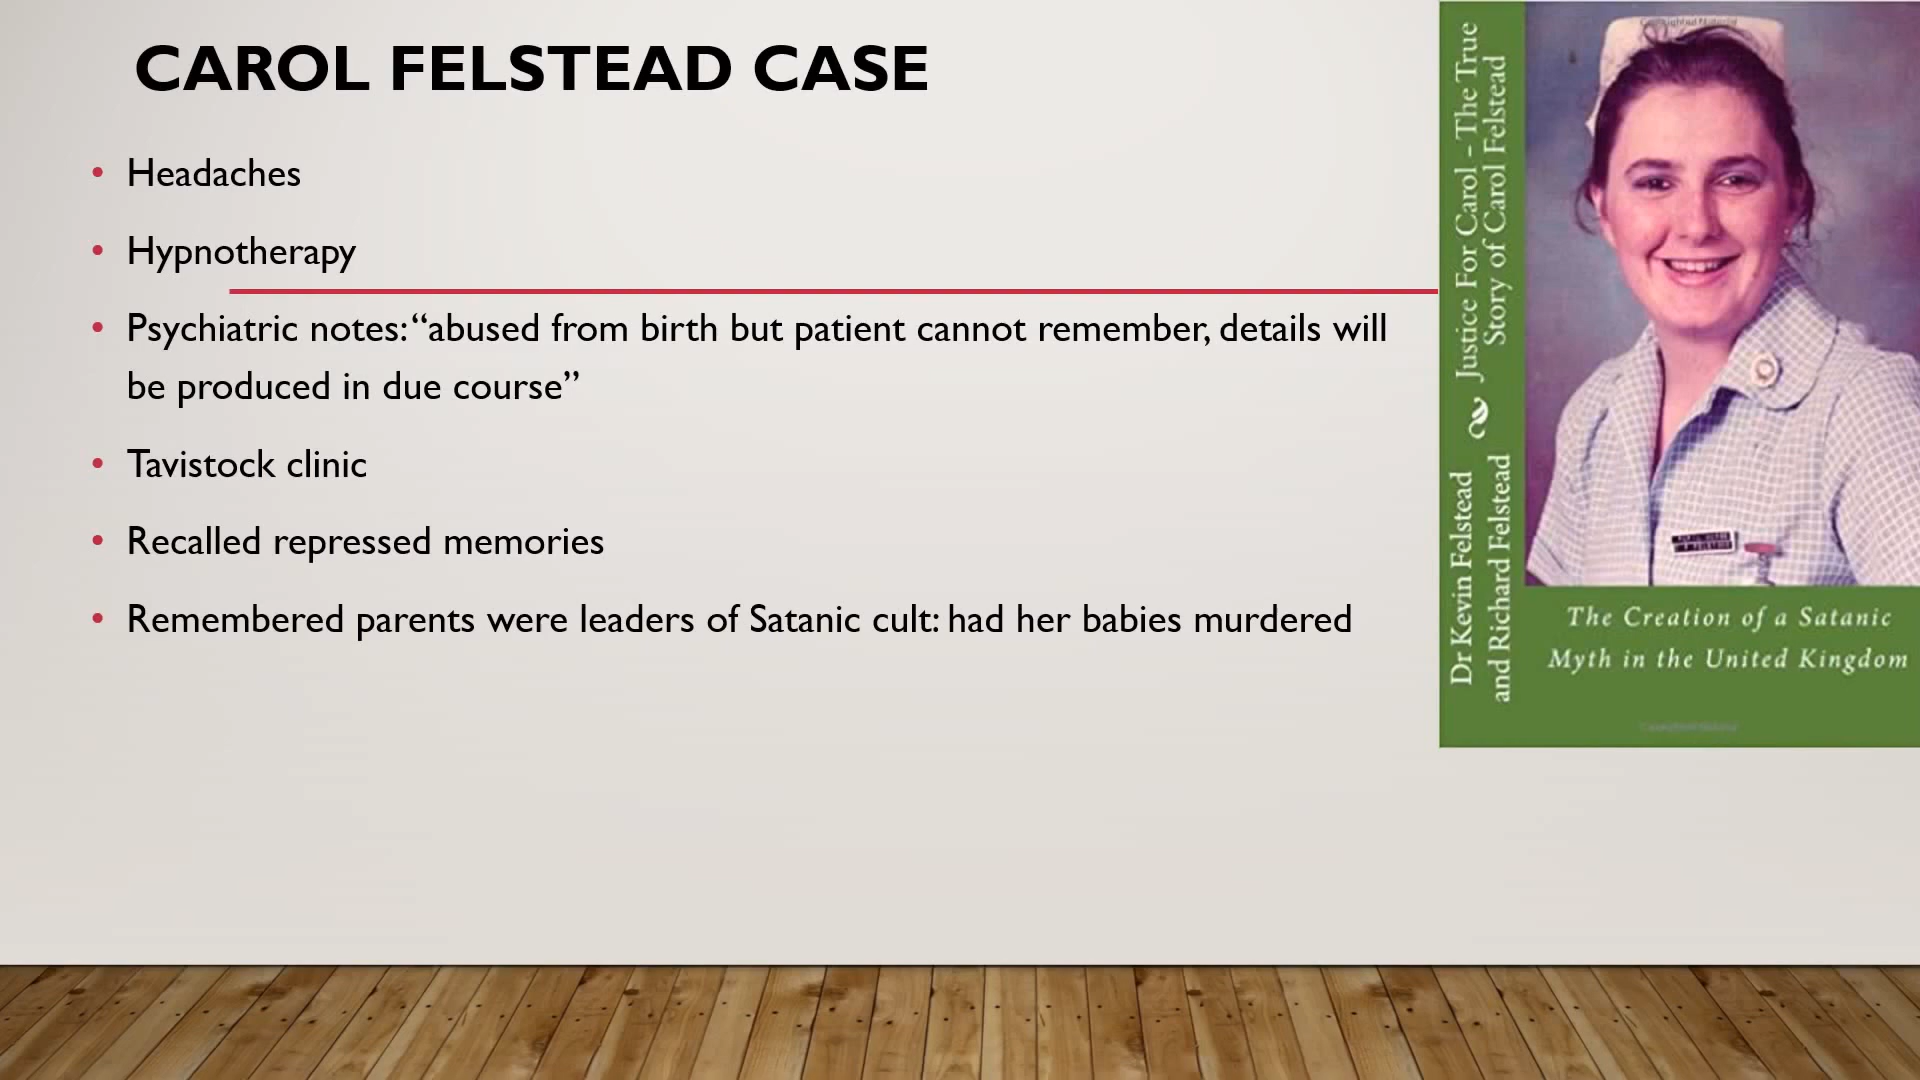 CAROL FELSTEAD CASE
• Headaches
• Hypnotherapy
• Psychiatric notes: “abused from birth but patient cannot remember, details will
be produced in due course”
• Tavistock clinic
• Recalled repressed memories
• Remembered parents were leaders of Satanic cult: had her babies murdered
Justice For Carol - The True
Story of Carol Felstead
Dr Kevin Felstead
and Richard Felstead
The Creation of a Satanic
Myth in the United Kingdom
Copyrighted Material